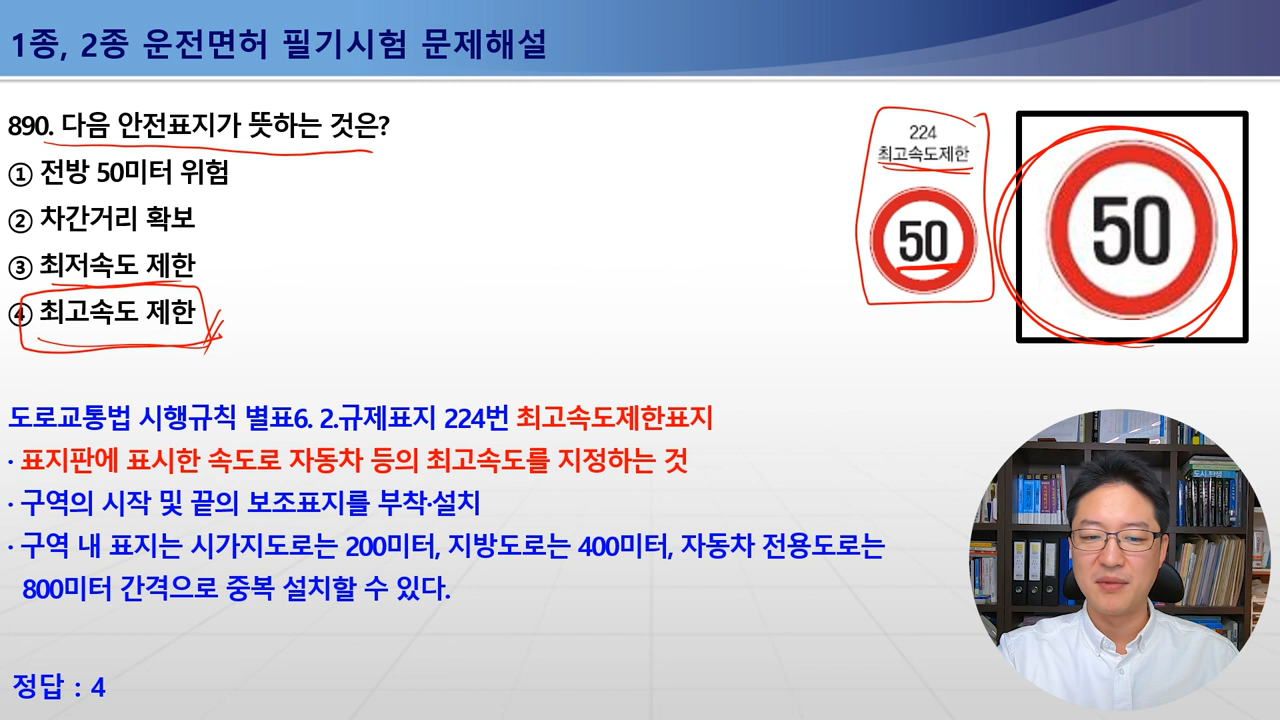 1종, 2종 운전면허 필기시험 문제해설
890. 다음 안전표지가 뜻하는 것은?
① 전방 50미터 위험
② 차간거리 확보
③ 최저속도 제한
④ 최고속도 제한
224
최고속도제한
50
50
도로교통법 시행규칙 별표6. 2.규제표지 224번 최고속도제한표지
· 표지판에 표시한 속도로 자동차 등의 최고속도를 지정하는 것
· 구역의 시작 및 끝의 보조표지를 부착·설치
· 구역 내 표지는 시가지도로는 200미터, 지방도로는 400미터, 자동차 전용도로는
800미터 간격으로 중복 설치할 수 있다.
정답 : 4